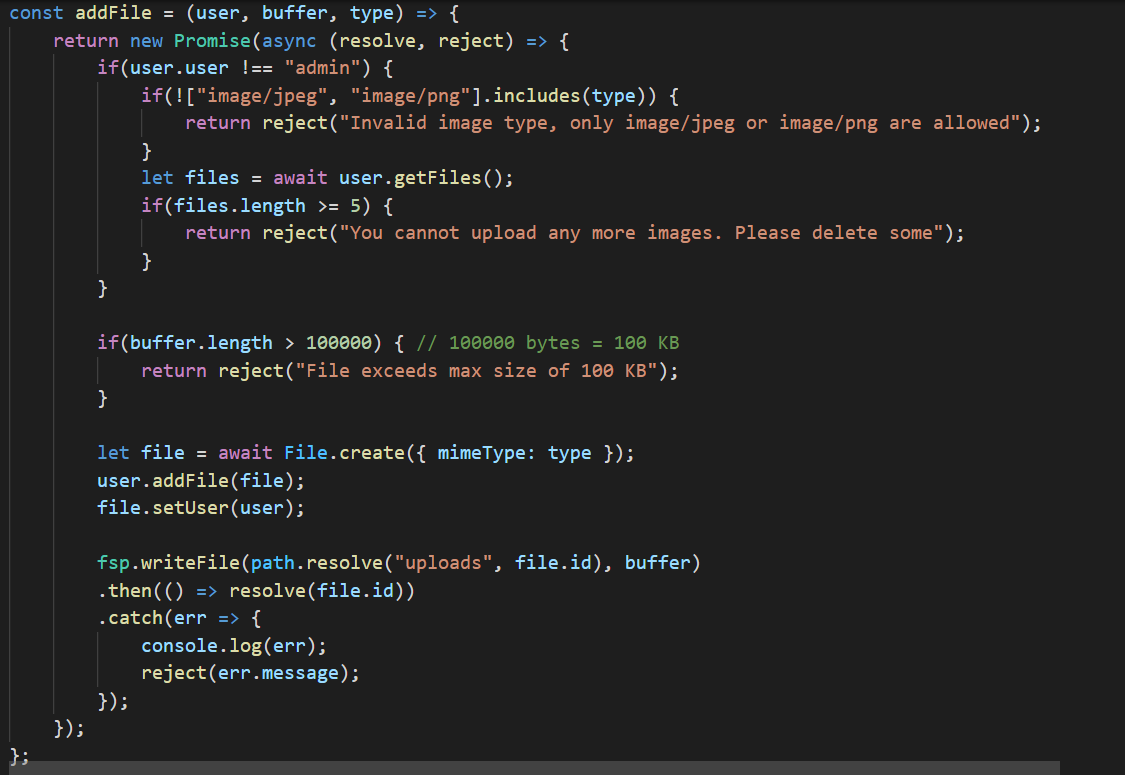 const addFile = (user, buffer, type) => {
    return new Promise(async (resolve, reject) => {
        if(user.user !== "admin") {
            if(!["image/jpeg", "image/png"].includes(type)) {
                return reject("Invalid image type, only image/jpeg or image/png are allowed");
            }
            let files = await user.getFiles();
            if(files.length >= 5) {
                return reject("You cannot upload any more images. Please delete some");
            }
        }

        if(buffer.length > 100000) { // 100000 bytes = 100 KB
            return reject("File exceeds max size of 100 KB");
        }

        let file = await File.create({ mimeType: type });
        user.addFile(file);
        file.setUser(user);

        fsp.writeFile(path.resolve("uploads", file.id), buffer)
        .then(() => resolve(file.id))
        .catch(err => {
            console.log(err);
            reject(err.message);
        });
    });
};